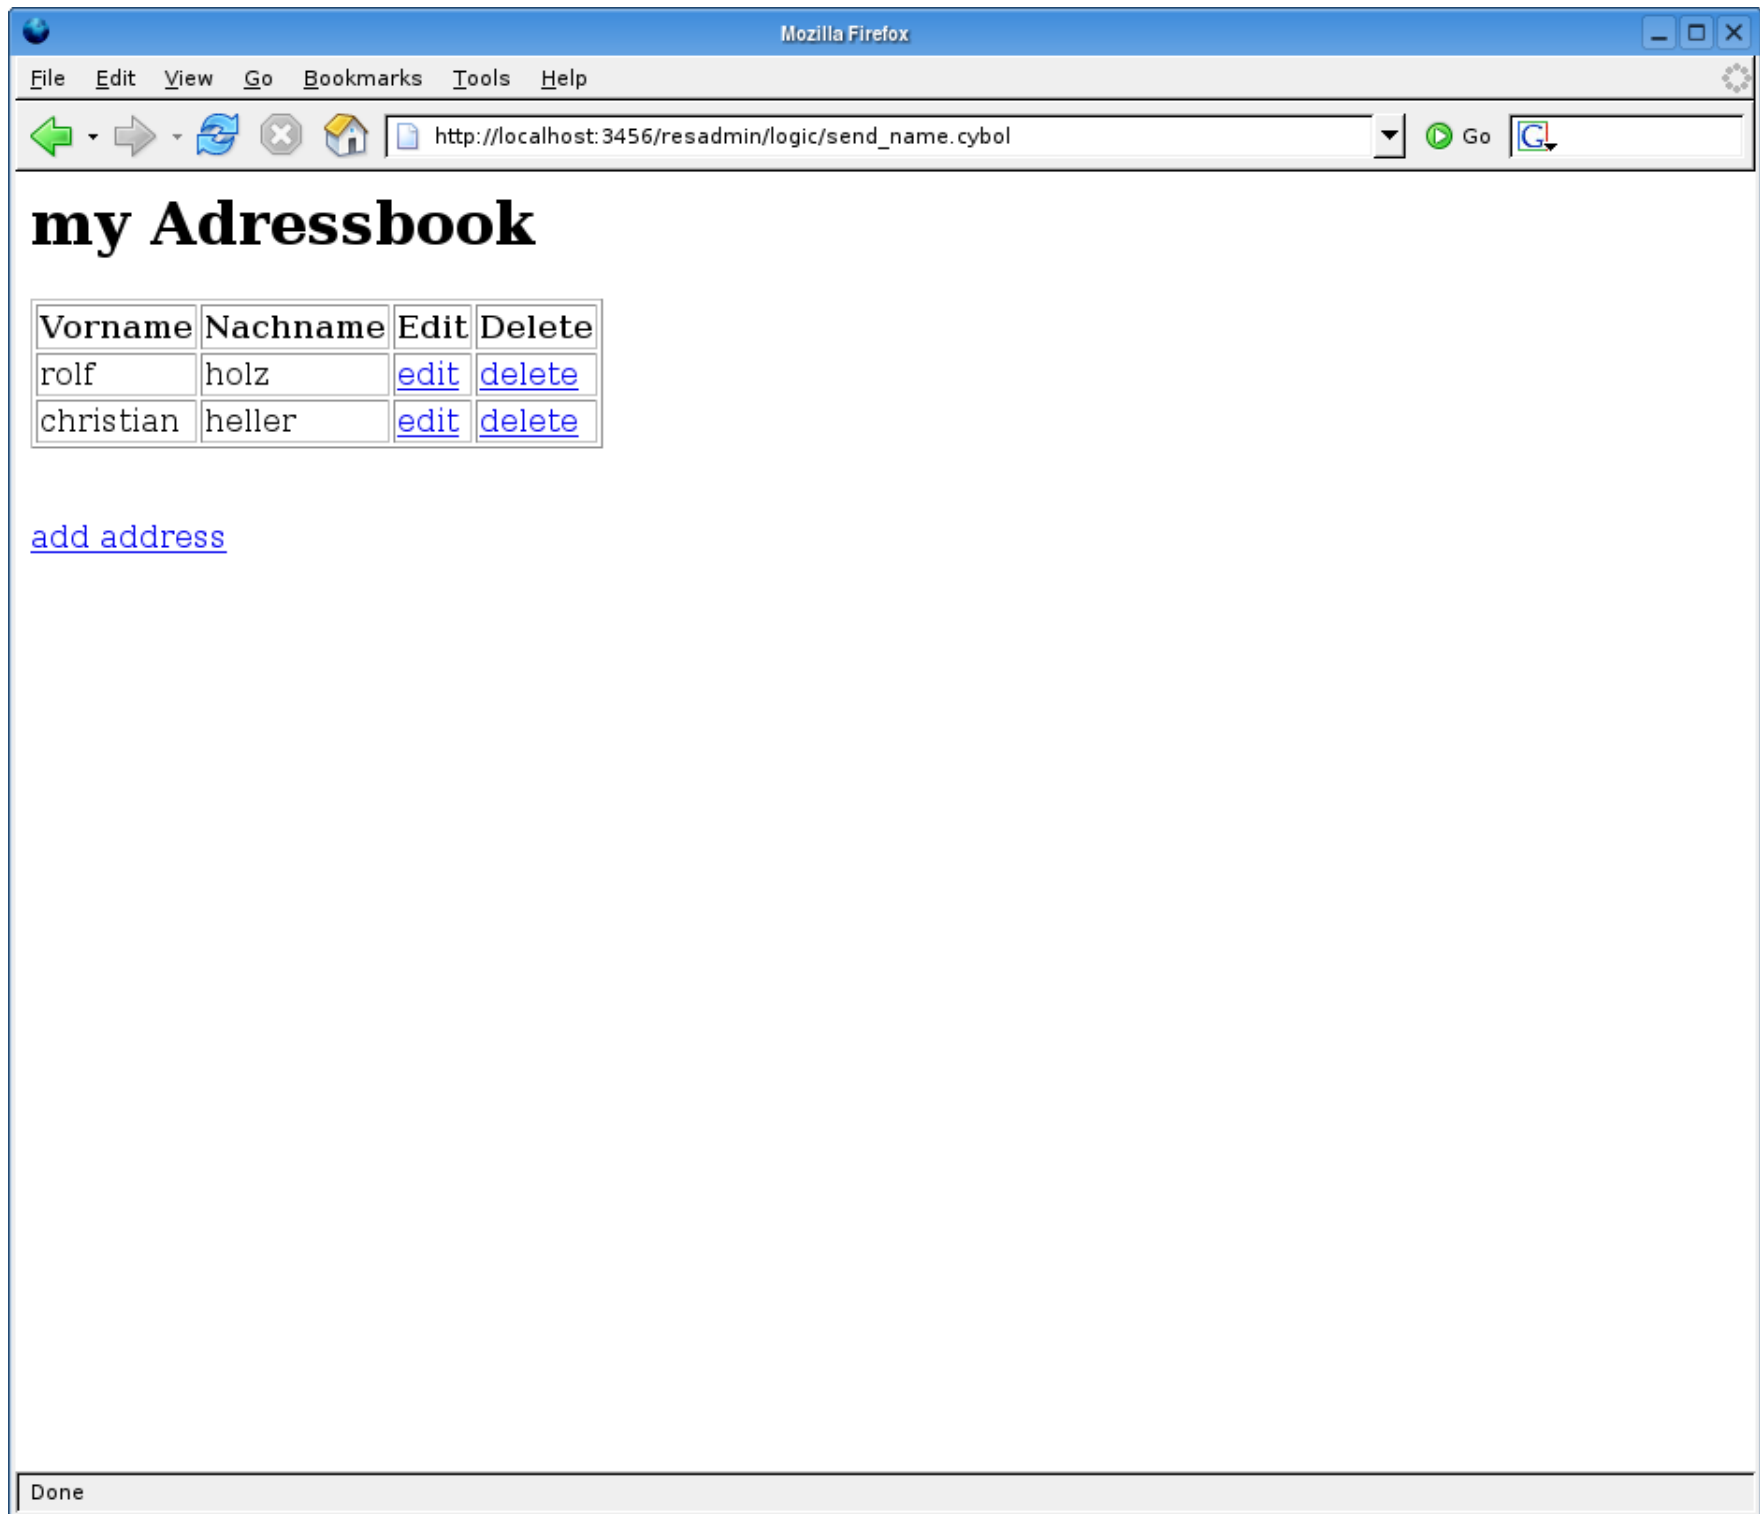 Mozilla Firefox
File Edit View Go Bookmarks Tools Help
http://localhost:3456/resadmin/logic/send_name.cybol Go G
my Adressbook
Vorname Nachname Edit Delete
rolf holz edit delete
christian heller edit delete
add address
Done